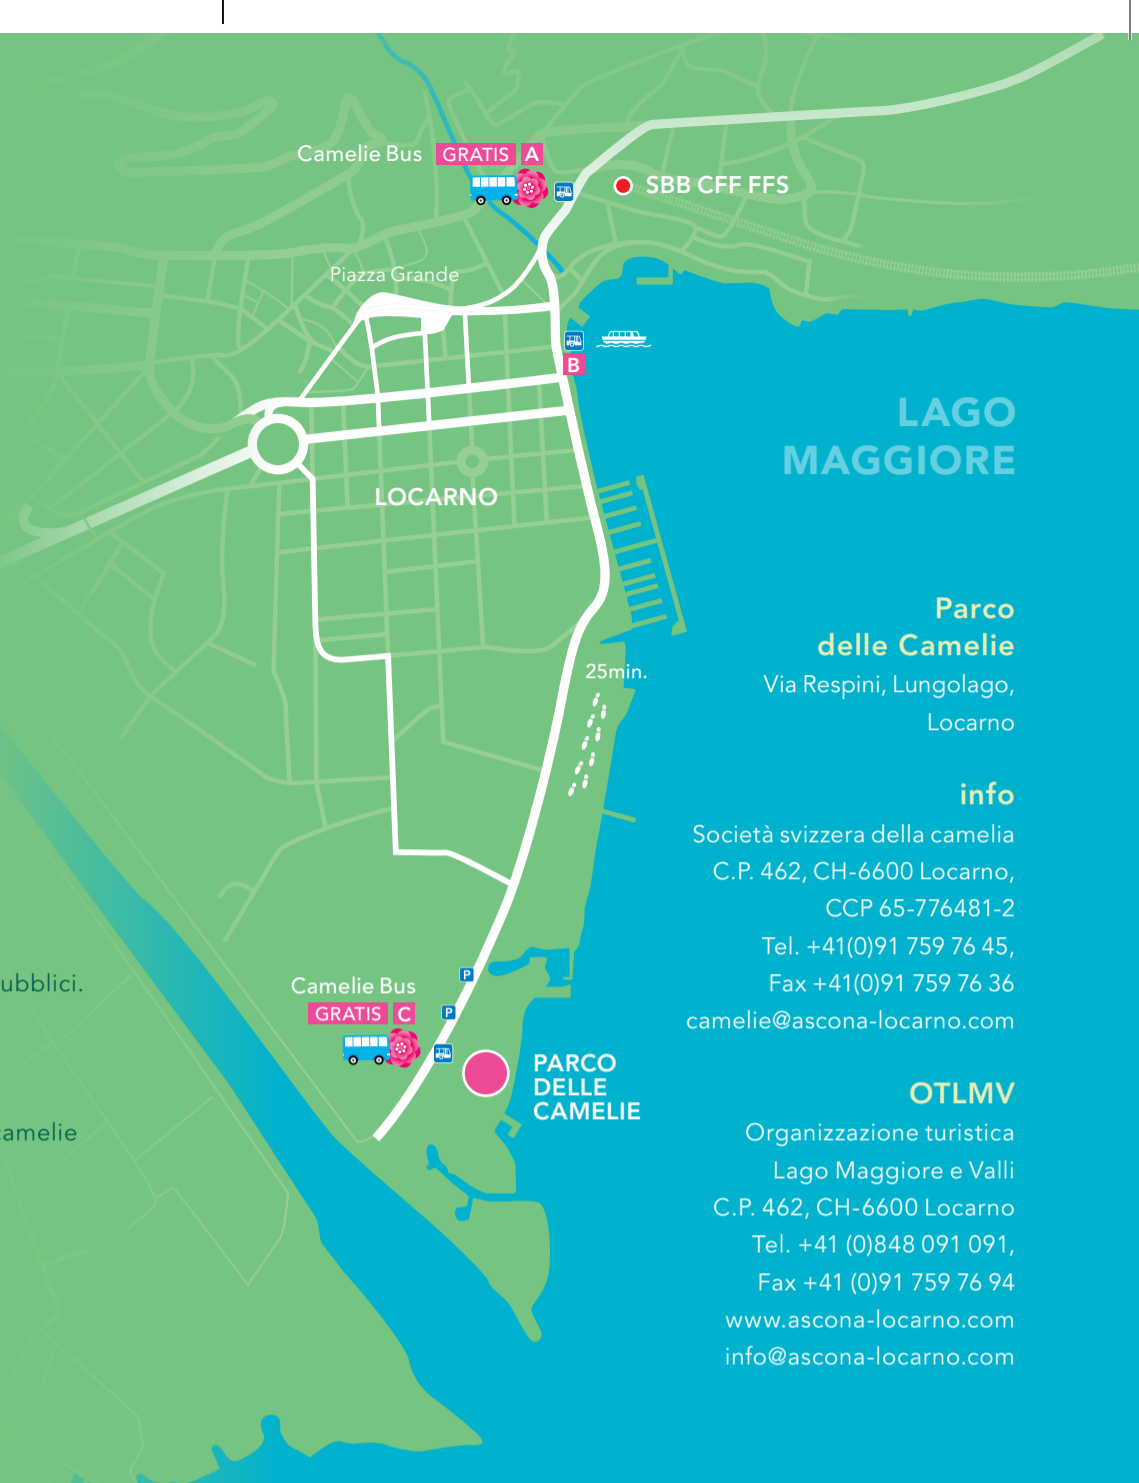 Camelie Bus GRATIS A
SBB CFF FFS
Piazza Grande
B
LAGO
MAGGIORE
LOCARNO
25min.
Parco
delle Camelie
Via Respini, Lungolago,
Locarno
info
Società svizzera della camelia
C.P. 462, CH-6600 Locarno,
CCP 65-776481-2
Tel. +41(0)91 759 76 45,
Fax +41(0)91 759 76 36
camelie@ascona-locarno.com
ubblici.
P
P
Camelie Bus
GRATIS C
PARCO
DELLE
CAMELIE
camelie
OTLMV
Organizzazione turistica
Lago Maggiore e Valli
C.P. 462, CH-6600 Locarno
Tel. +41 (0)848 091 091,
Fax +41 (0)91 759 76 94
www.ascona-locarno.com
info@ascona-locarno.com